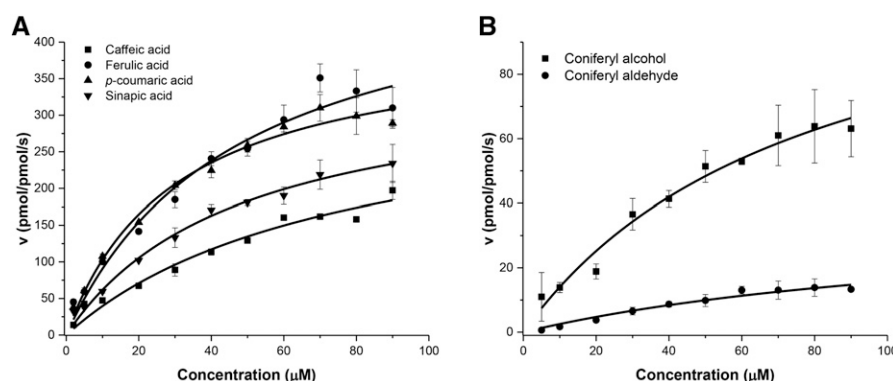 A
Caffeic acid
Ferulic acid
p-coumaric acid
Sinapic acid
400
350
300
250
200
150
100
50
0
v (pmol/pmol/s)
0 20 40 60 80 100
Concentration (μM)
B
Coniferyl alcohol
Coniferyl aldehyde
80
60
40
20
0
v (pmol/pmol/s)
0 20 40 60 80 100
Concentration (μM)